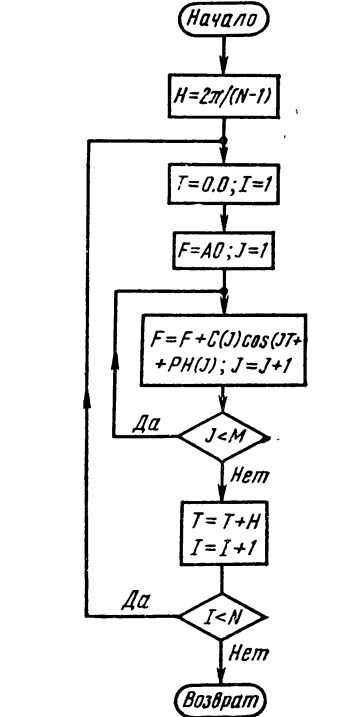 Начало
H=2π/(N-1)
T=0.0; I=1
F=A0; J=1
F=F+C(J)cos(JT+
+PH(J); J=J+1
Да
J<M
Нет
T=T+H
I=I+1
Да
I<N
Нет
Возврат